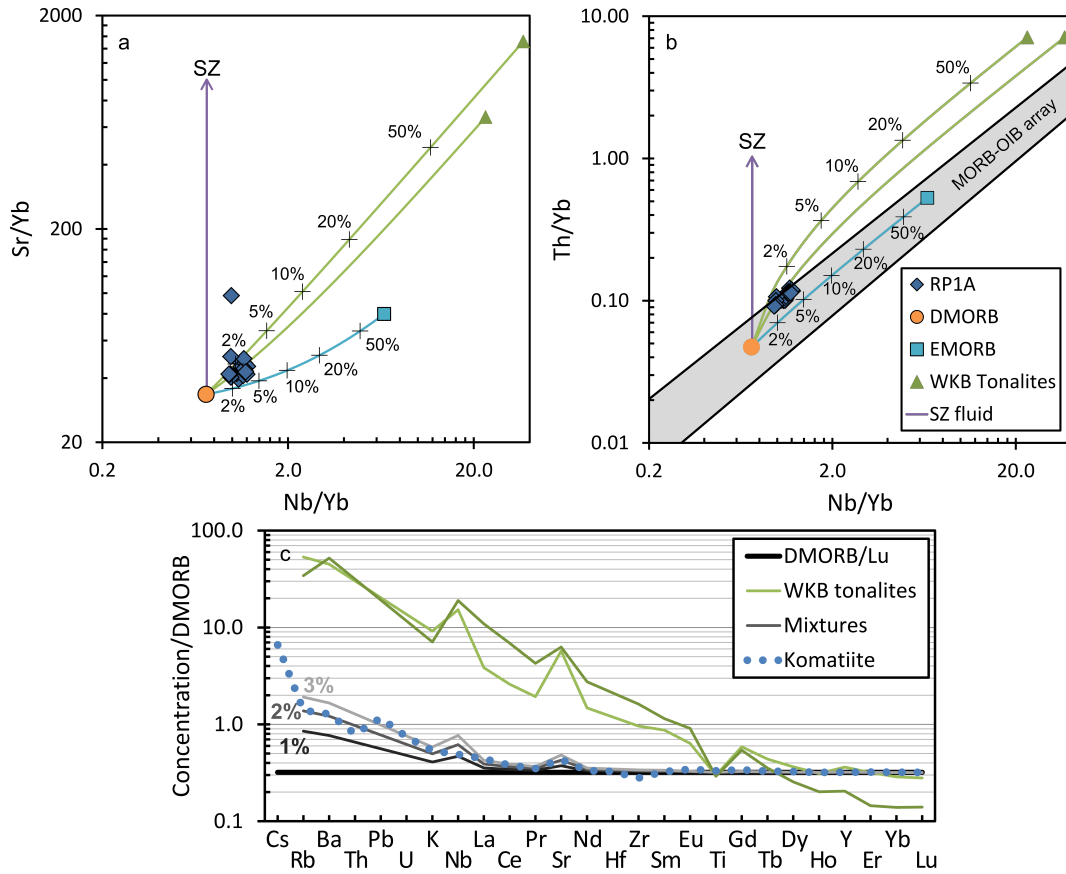 a
2000
200
20
Sr/Yb
SZ
50%
20%
10%
5%
2%
50%
20%
10%
5%
2%
0.2
2.0
20.0
Nb/Yb
b
10.00
1.00
0.10
0.01
Th/Yb
SZ
50%
20%
10%
5%
2%
MORB-OIB array
50%
20%
10%
5%
2%
RP1A
DMORB
EMORB
WKB Tonalites
SZ fluid
0.2
2.0
20.0
Nb/Yb
c
100.0
10.0
1.0
0.1
Concentration/DMORB
DMORB/Lu
WKB tonalites
Mixtures
Komatiite
3%
2%
1%
Cs Ba Pb K La Pr Nd Zr Eu Gd Dy Y Yb
Rb Th U Nb Ce Sr Hf Sm Ti Tb Ho Er Lu